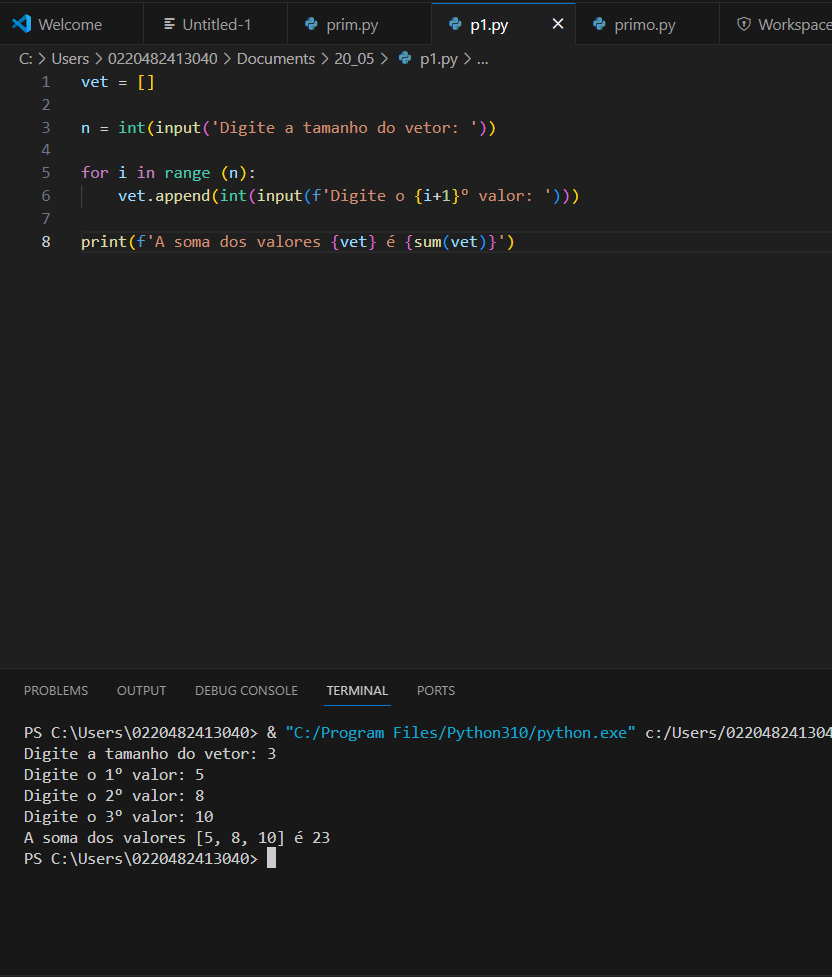 Welcome Untitled-1 prim.py p1.py × primo.py Workspace
C: > Users > 0220482413040 > Documents > 20_05 > p1.py > ...
1 vet = []
2
3 n = int(input('Digite a tamanho do vetor: '))
4
5 for i in range (n):
6 vet.append(int(input(f'Digite o {i+1}º valor: ')))
7
8 print(f'A soma dos valores {vet} é {sum(vet)}')
PROBLEMS OUTPUT DEBUG CONSOLE TERMINAL PORTS
PS C:\Users\0220482413040> & "C:/Program Files/Python310/python.exe" c:/Users/022048241304
Digite a tamanho do vetor: 3
Digite o 1º valor: 5
Digite o 2º valor: 8
Digite o 3º valor: 10
A soma dos valores [5, 8, 10] é 23
PS C:\Users\0220482413040>